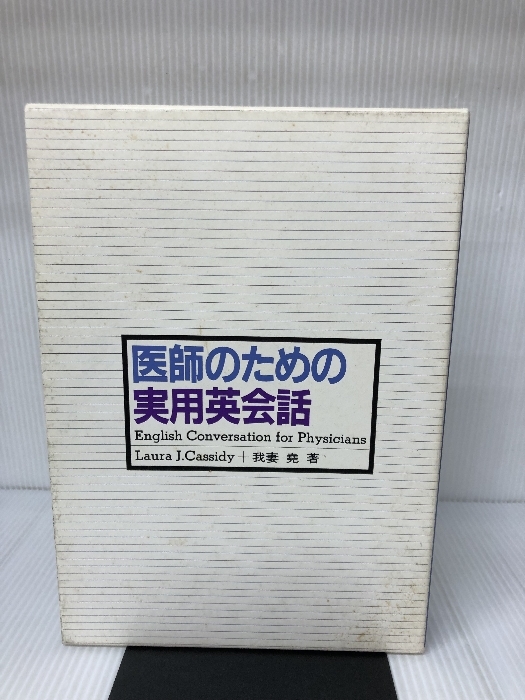 医師のための
実用英会話
English Conversation for Physicians
Laura J.Cassidy + 我妻 堯 著